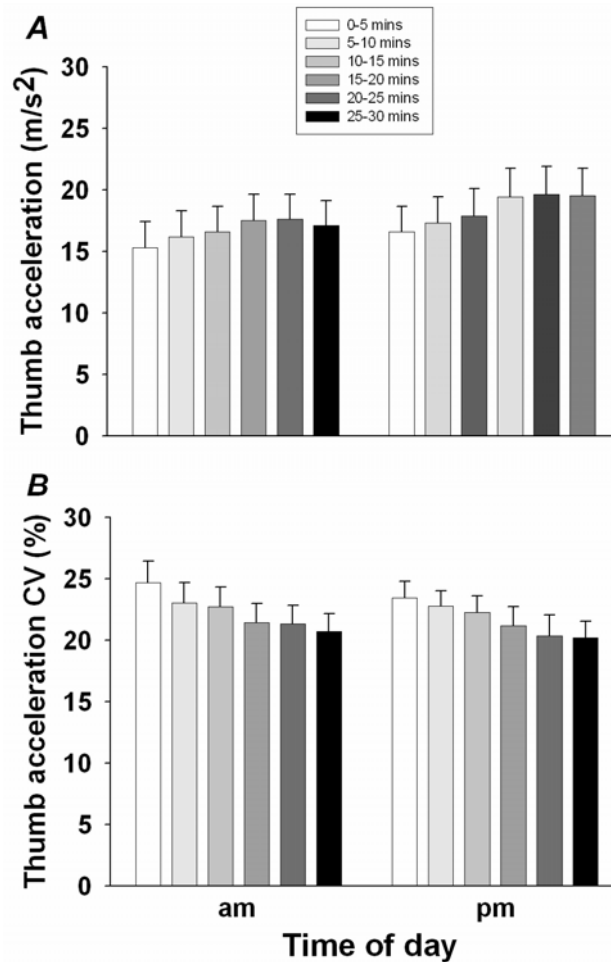 A
0-5 mins
5-10 mins
10-15 mins
15-20 mins
20-25 mins
25-30 mins
Thumb acceleration (m/s²)
30
25
20
15
10
5
0
B
Thumb acceleration CV (%)
30
25
20
15
10
5
0
am
pm
Time of day